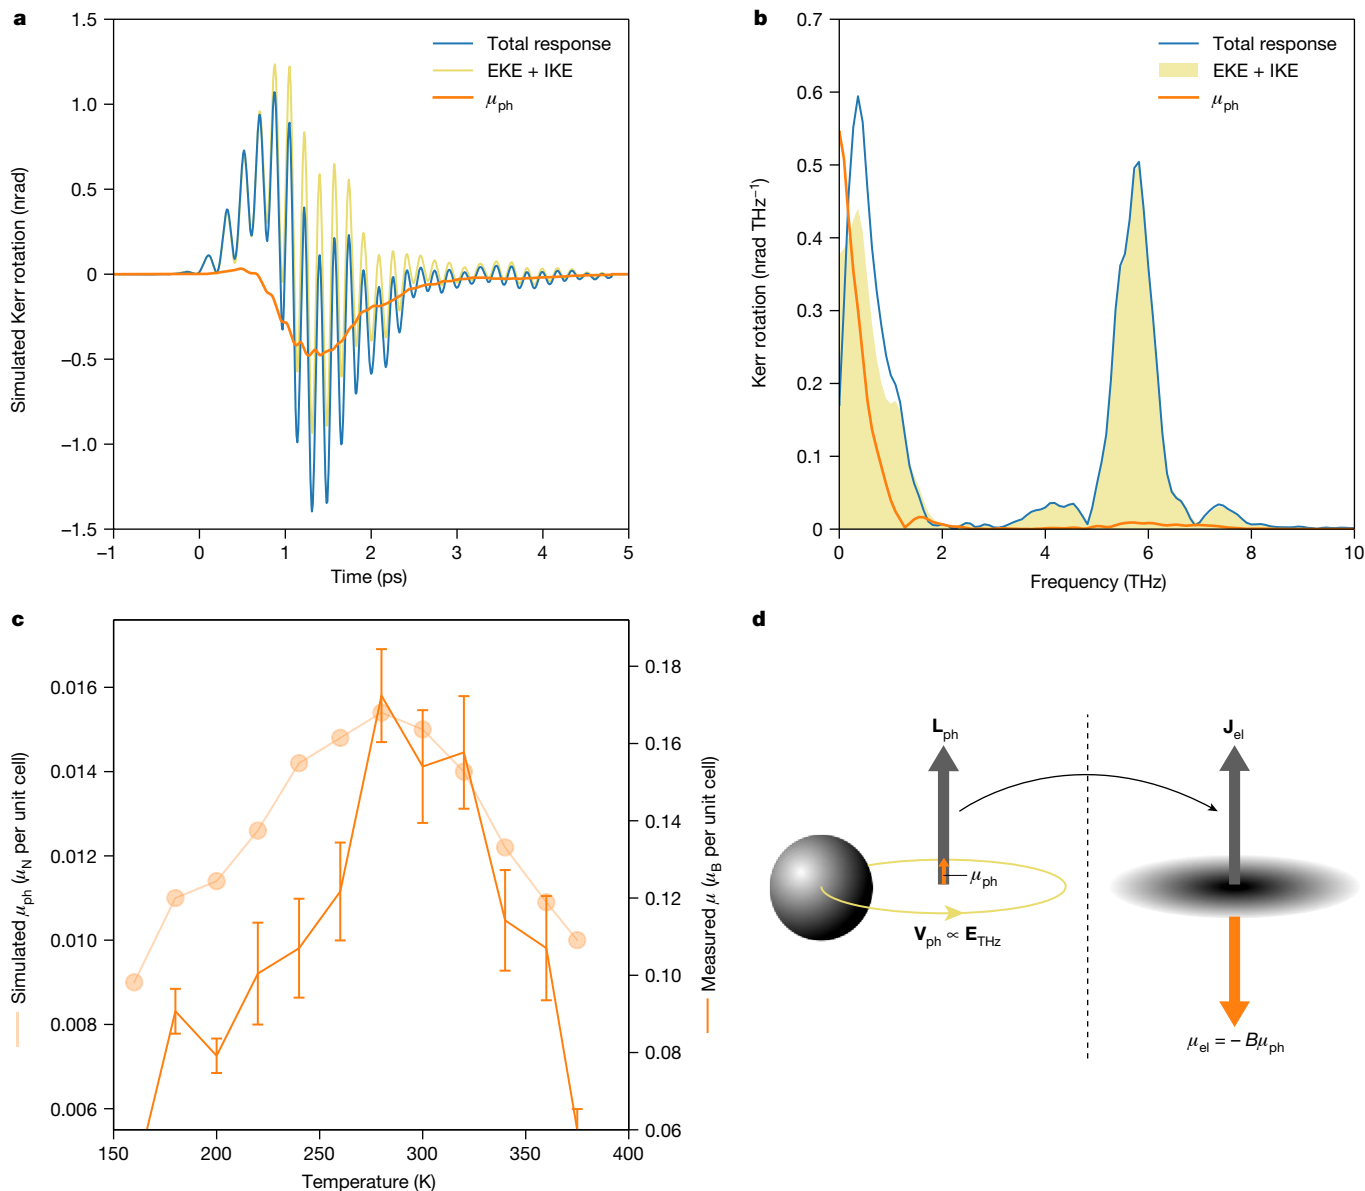 a
1.5
1.0
0.5
0
−0.5
−1.0
−1.5
Simulated Kerr rotation (nrad)
Total response
EKE + IKE
μph
−1 0 1 2 3 4 5
Time (ps)
b
0.7
0.6
0.5
0.4
0.3
0.2
0.1
0
Kerr rotation (nrad THz−1)
Total response
EKE + IKE
μph
0 2 4 6 8 10
Frequency (THz)
c
0.016
0.014
0.012
0.010
0.008
0.006
Simulated μph (μN per unit cell)
0.18
0.16
0.14
0.12
0.10
0.08
0.06
Measured μ (μB per unit cell)
150 200 250 300 350 400
Temperature (K)
d
Lph
Jel
μph
Vph ∝ ETHz
μel = − Bμph